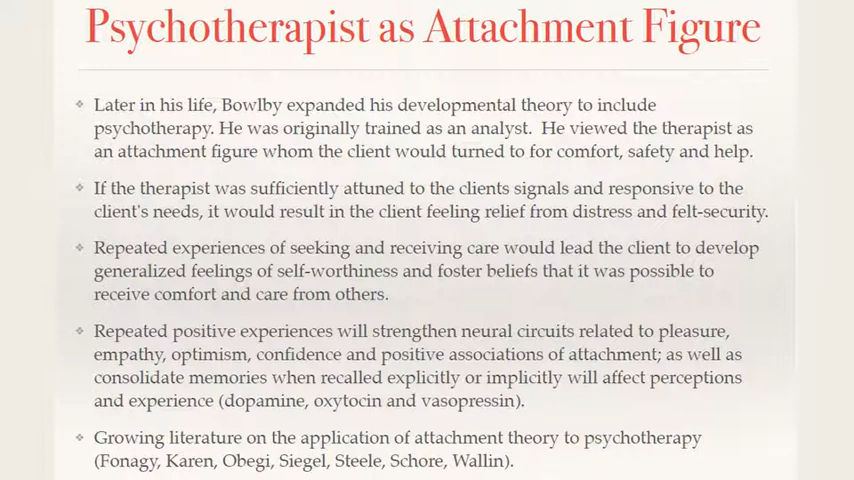 Psychotherapist as Attachment Figure
Later in his life, Bowlby expanded his developmental theory to include
psychotherapy. He was originally trained as an analyst. He viewed the therapist as
an attachment figure whom the client would turned to for comfort, safety and help.
If the therapist was sufficiently attuned to the clients signals and responsive to the
client's needs, it would result in the client feeling relief from distress and felt-security.
Repeated experiences of seeking and receiving care would lead the client to develop
generalized feelings of self-worthiness and foster beliefs that it was possible to
receive comfort and care from others.
Repeated positive experiences will strengthen neural circuits related to pleasure,
empathy, optimism, confidence and positive associations of attachment; as well as
consolidate memories when recalled explicitly or implicitly will affect perceptions
and experience (dopamine, oxytocin and vasopressin).
Growing literature on the application of attachment theory to psychotherapy
(Fonagy, Karen, Obegi, Siegel, Steele, Schore, Wallin).